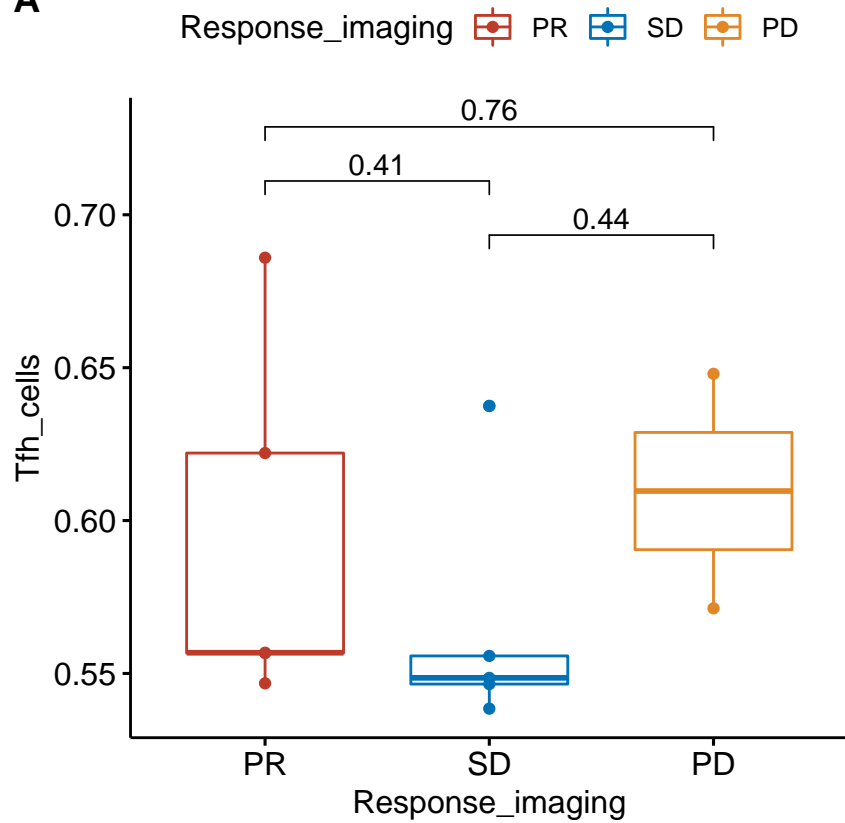 A
Response_imaging PR SD PD
0.76
0.41
0.44
0.70
0.65
0.60
0.55
Tfh_cells
PR SD PD
Response_imaging